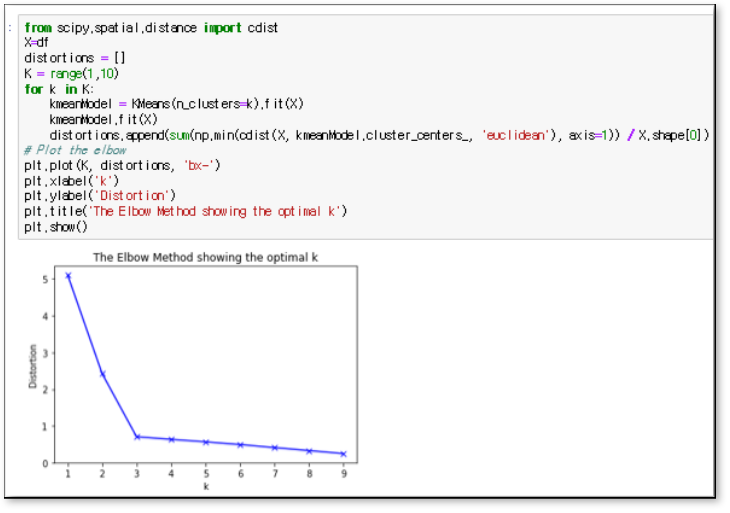 :
from scipy.spatial.distance import cdist
X=df
distortions = []
K = range(1,10)
for k in K:
    kmeanModel = KMeans(n_clusters=k).fit(X)
    kmeanModel.fit(X)
    distortions.append(sum(np.min(cdist(X, kmeanModel.cluster_centers_, 'euclidean'), axis=1)) / X.shape[0])
# Plot the elbow
plt.plot(K, distortions, 'bx-')
plt.xlabel('k')
plt.ylabel('Distortion')
plt.title('The Elbow Method showing the optimal k')
plt.show()
The Elbow Method showing the optimal k
5
4
3
2
1
0
Distortion
1 2 3 4 5 6 7 8 9
k